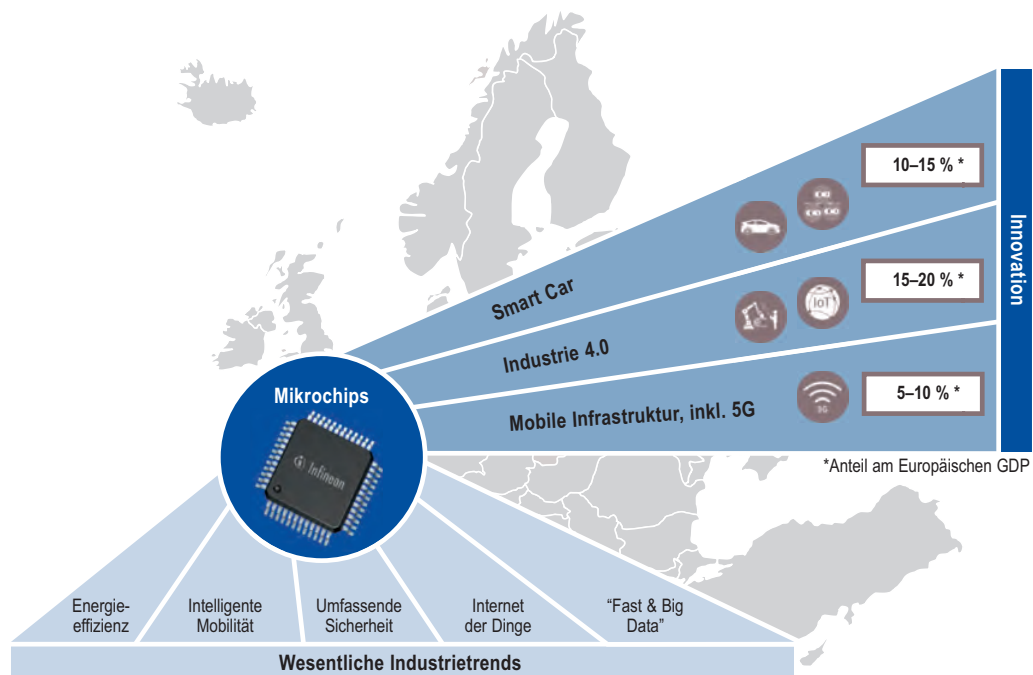 10–15 % *
Smart Car
15–20 % *
IoT
Industrie 4.0
5–10 % *
5G
Mobile Infrastruktur, inkl. 5G
Innovation
*Anteil am Europäischen GDP
Mikrochips
Infineon
Energie-
effizienz
Intelligente
Mobilität
Umfassende
Sicherheit
Internet
der Dinge
“Fast & Big
Data”
Wesentliche Industrietrends